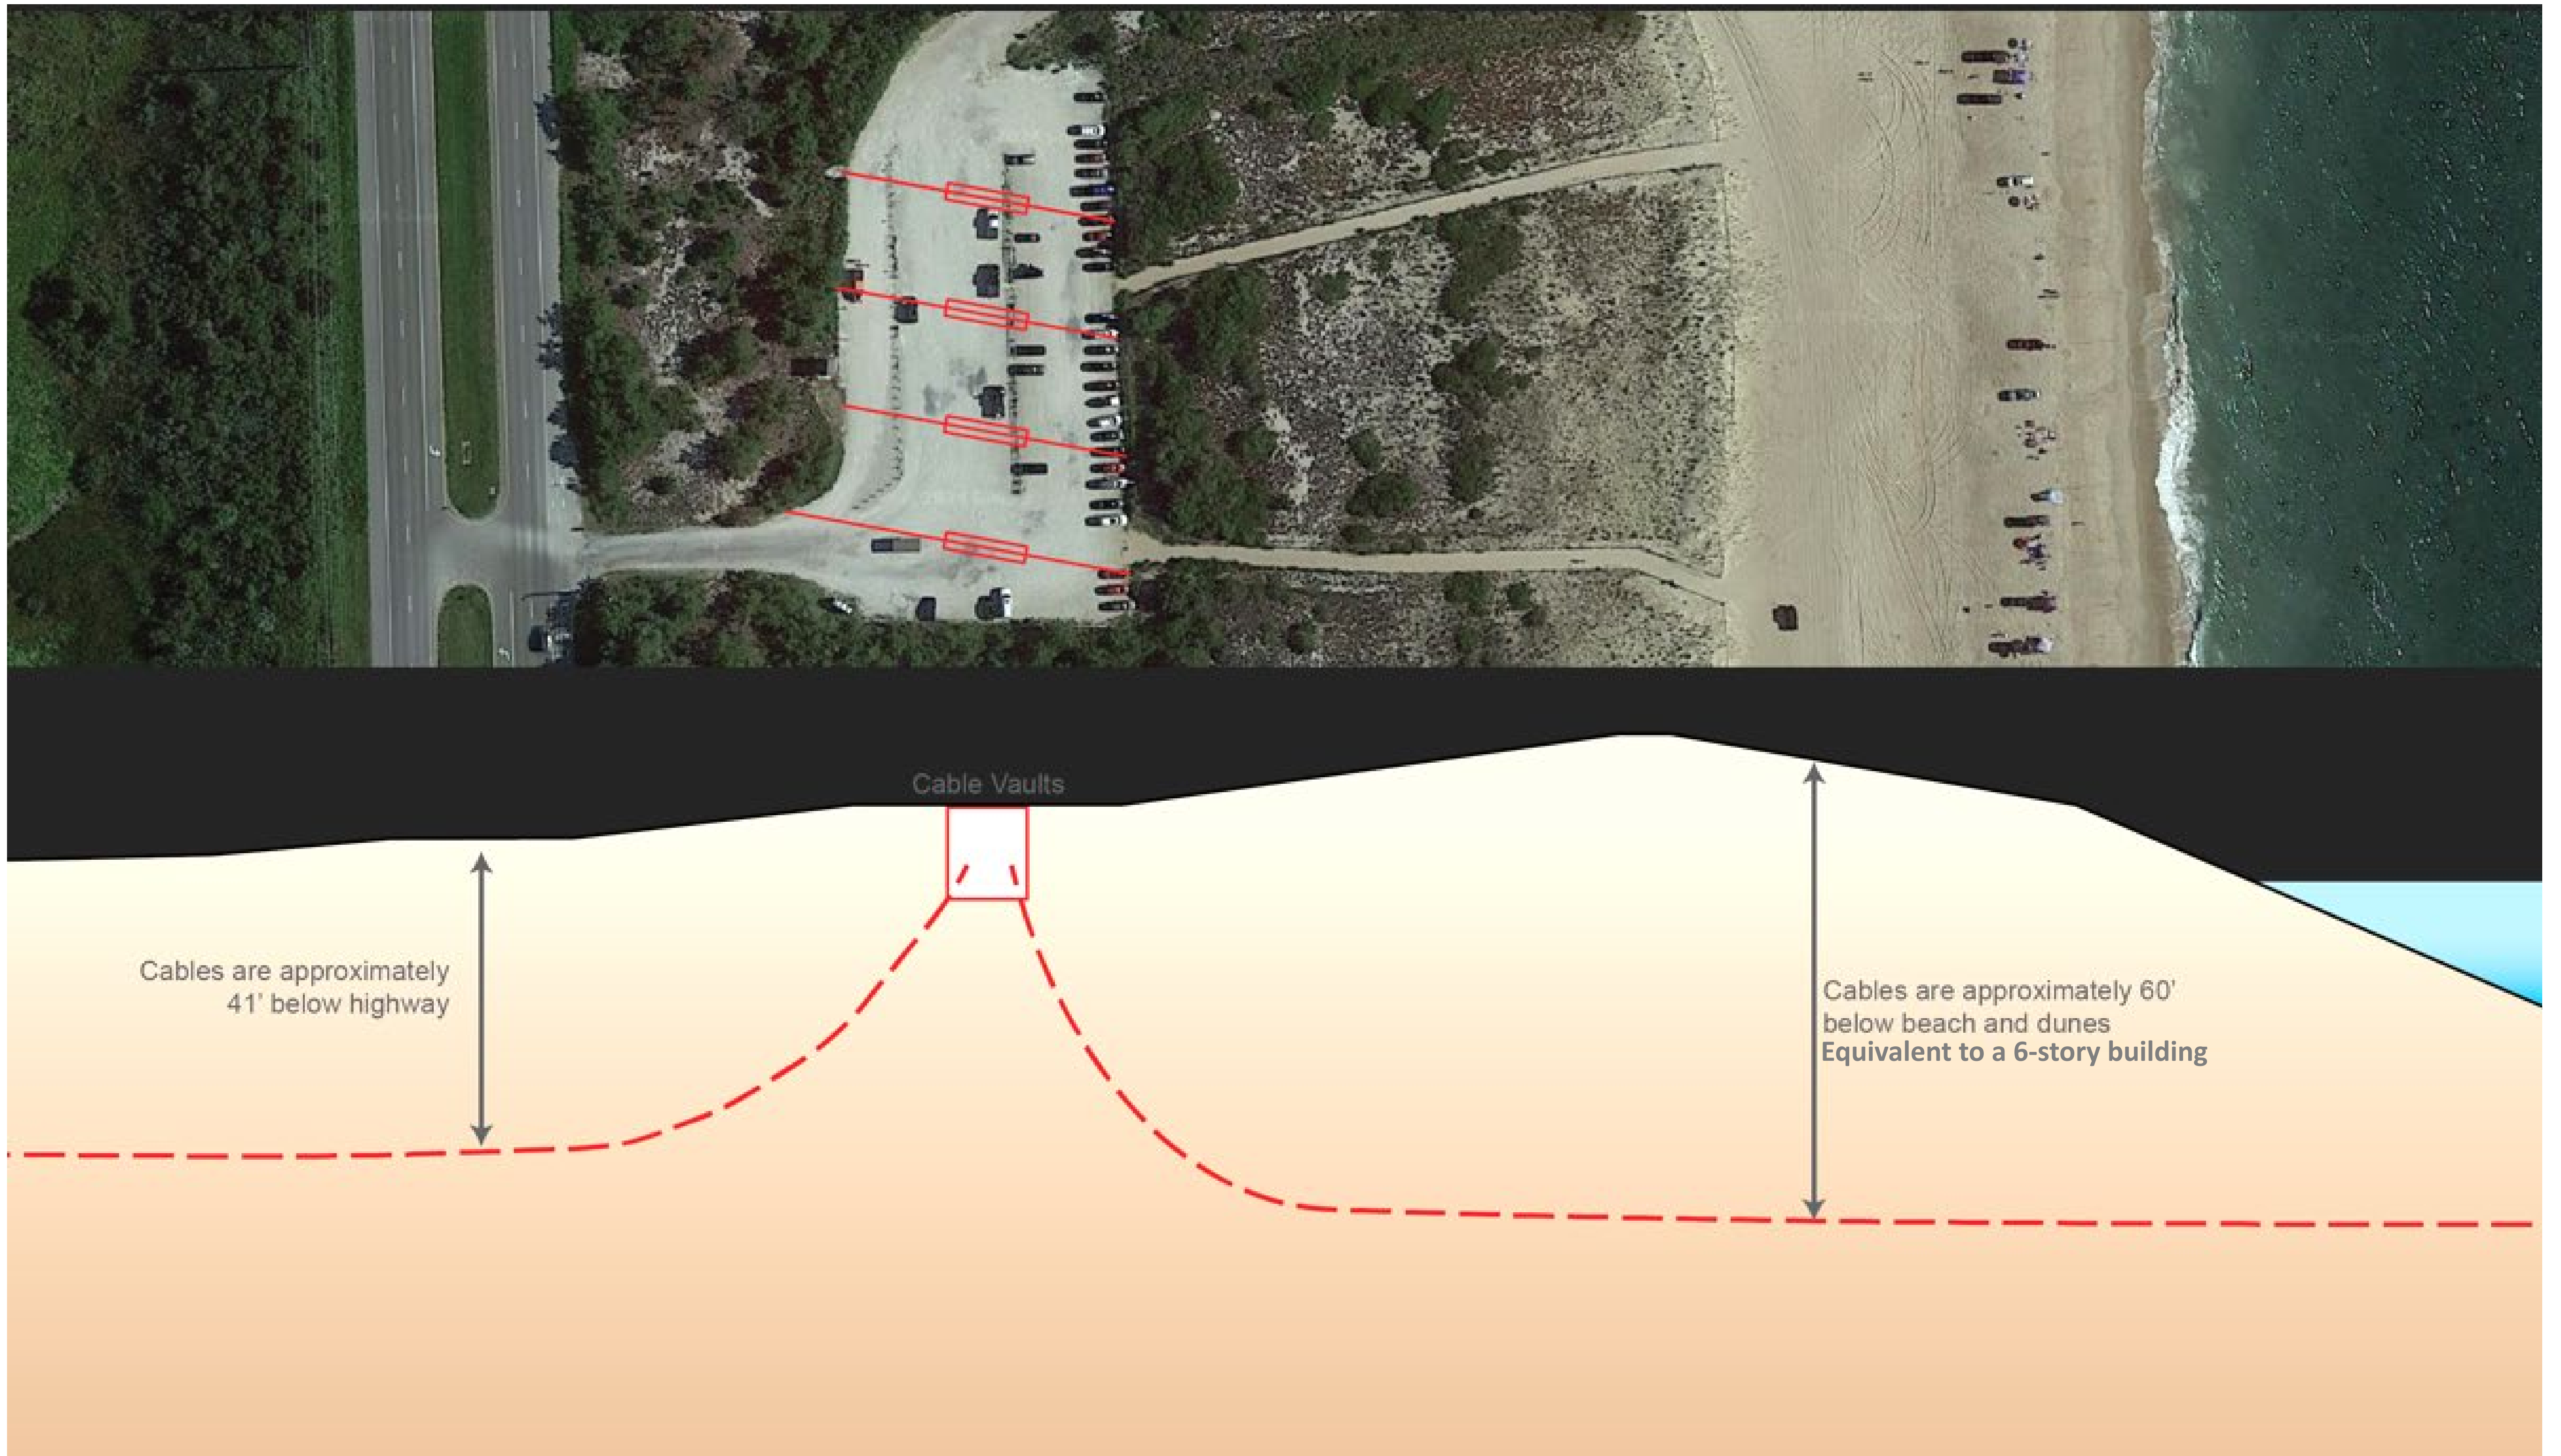 Cable Vaults
Cables are approximately
41’ below highway
Cables are approximately 60’
below beach and dunes
Equivalent to a 6-story building